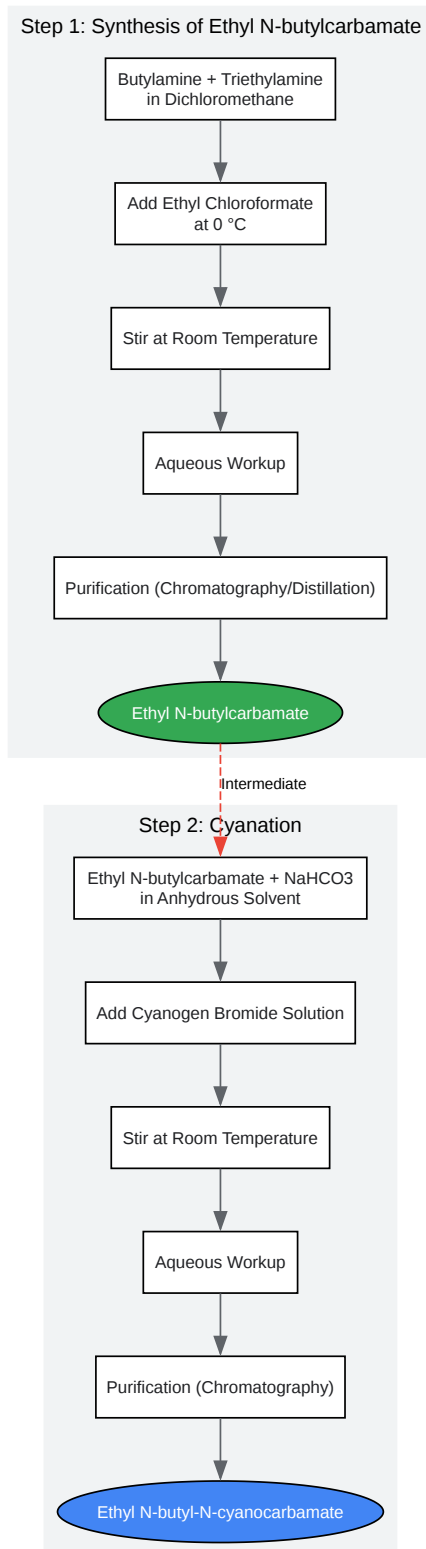 Step 1: Synthesis of Ethyl N-butylcarbamate
Butylamine + Triethylamine
in Dichloromethane
Add Ethyl Chloroformate
at 0 °C
Stir at Room Temperature
Aqueous Workup
Purification (Chromatography/Distillation)
Ethyl N-butylcarbamate
Intermediate
Step 2: Cyanation
Ethyl N-butylcarbamate + NaHCO3
in Anhydrous Solvent
Add Cyanogen Bromide Solution
Stir at Room Temperature
Aqueous Workup
Purification (Chromatography)
Ethyl N-butyl-N-cyanocarbamate